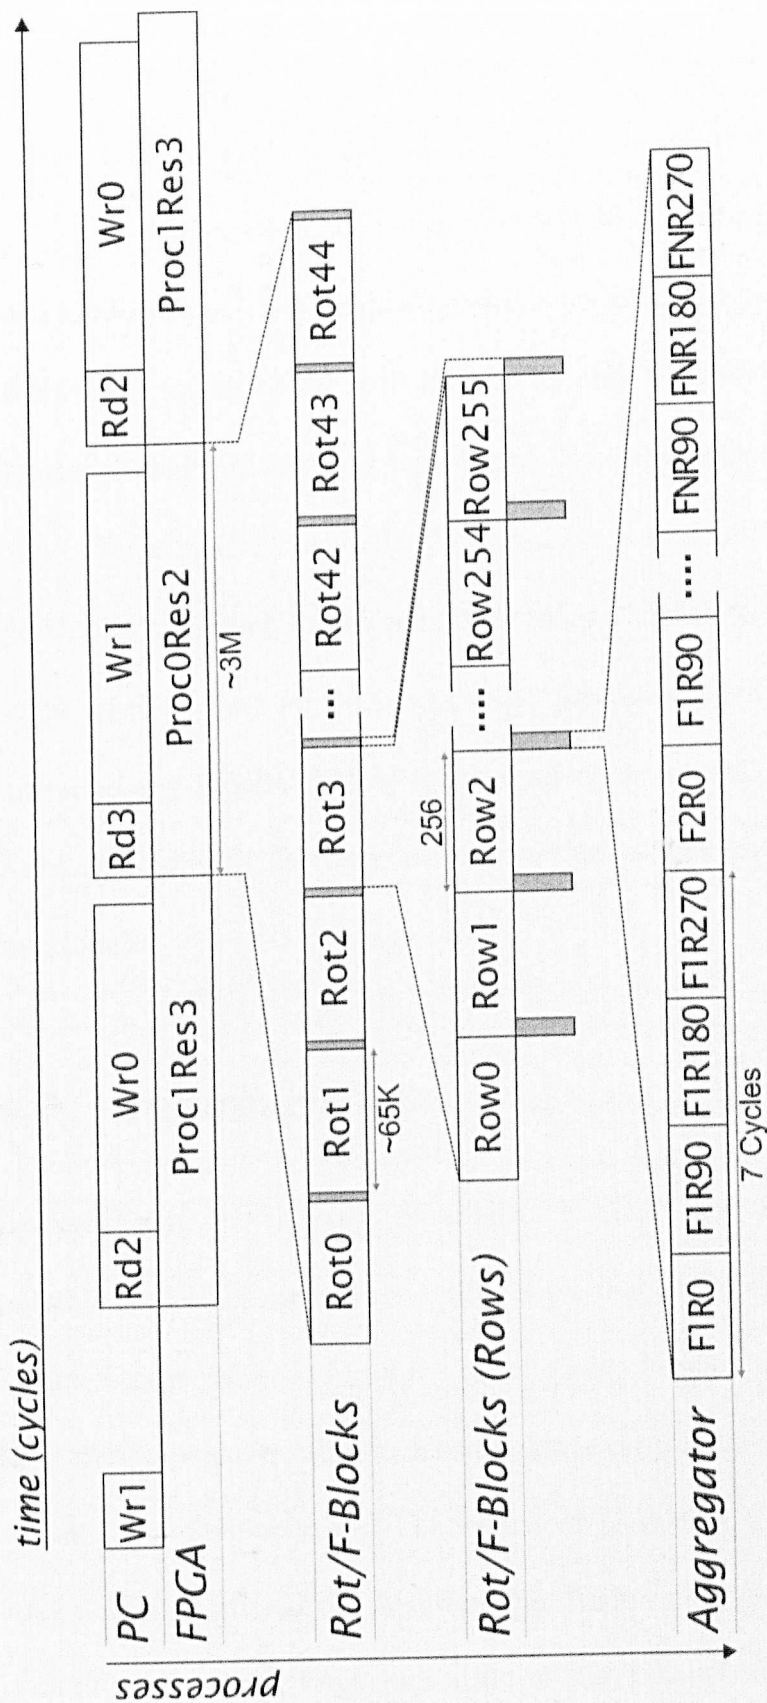 time (cycles)
processes
PC Wr1 Rd2 Wr0 Rd3 Wr1 Rd2 Wr0
FPGA Proc1Res3 Proc0Res2 Proc1Res3
~3M
Rot/F-Blocks Rot0 Rot1 Rot2 Rot3 ... Rot42 Rot43 Rot44
~65K
256
Rot/F-Blocks (Rows) Row0 Row1 Row2 .... Row254 Row255
Aggregator F1R0 F1R90 F1R180 F1R270 F2R0 F1R90 .... FNR90 FNR180 FNR270
7 Cycles